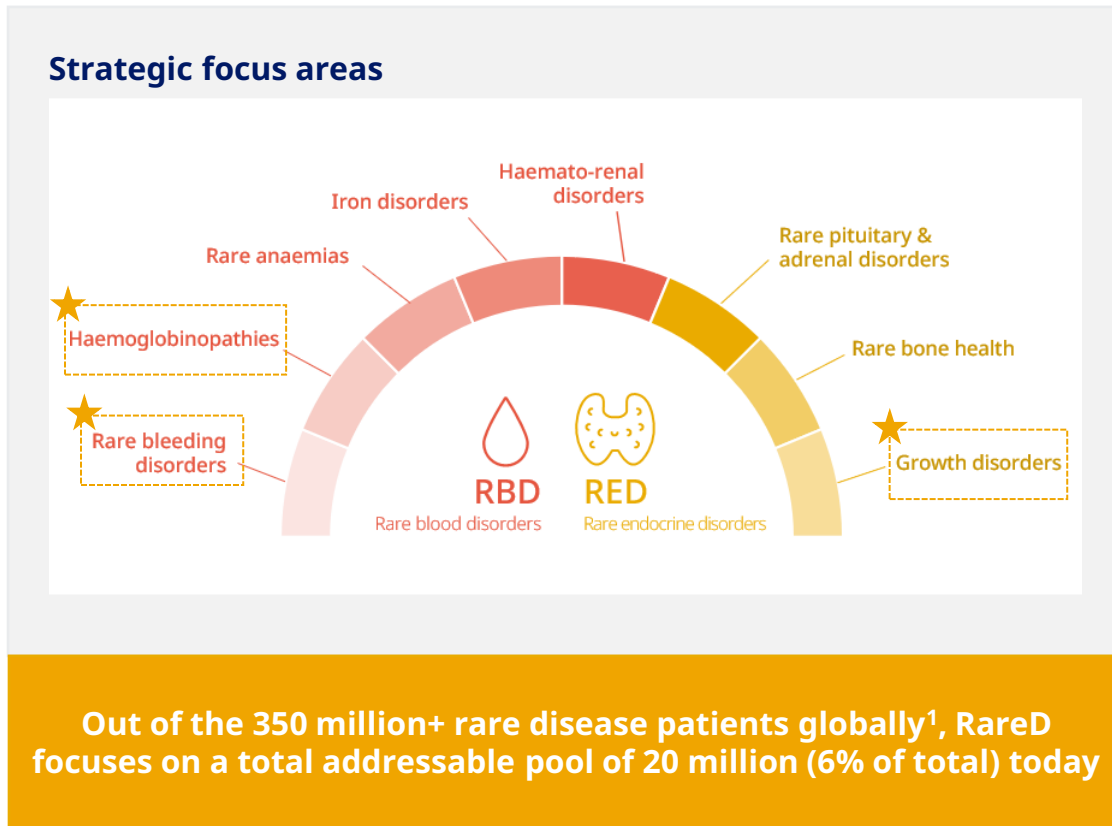 Strategic focus areas
Haemato-renal
disorders
Iron disorders
Rare anaemias
Haemoglobinopathies
Rare bleeding
disorders
Rare pituitary &
adrenal disorders
Rare bone health
Growth disorders
RBD
Rare blood disorders
RED
Rare endocrine disorders
Out of the 350 million+ rare disease patients globally¹, RareD
focuses on a total addressable pool of 20 million (6% of total) today